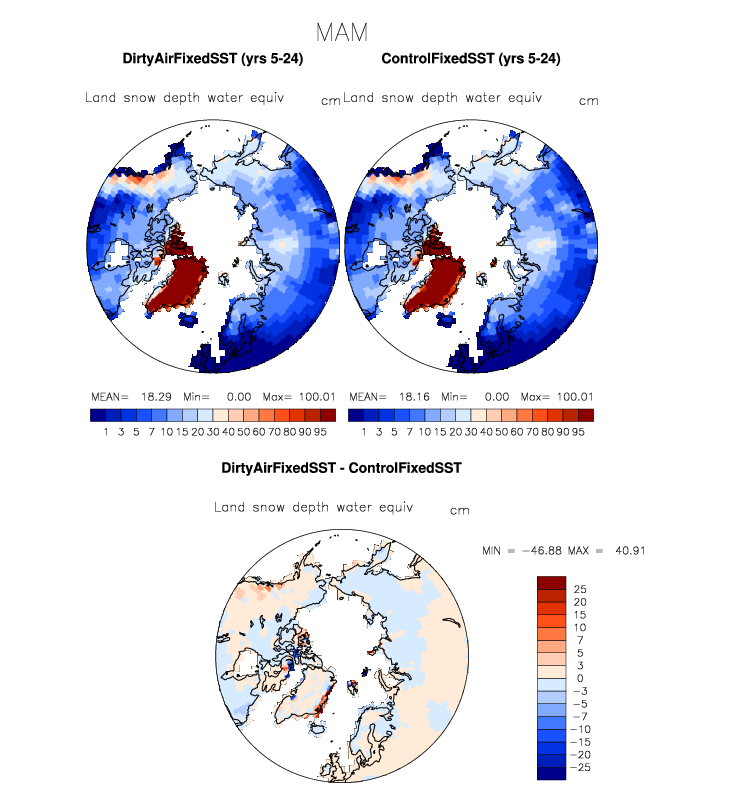 MAM
DirtyAirFixedSST (yrs 5-24) ControlFixedSST (yrs 5-24)
Land snow depth water equiv cm Land snow depth water equiv cm
MEAN= 18.29 Min= 0.00 Max= 100.01 MEAN= 18.16 Min= 0.00 Max= 100.01
1 3 5 7 10 15 20 30 40 50 60 70 80 90 95 1 3 5 7 10 15 20 30 40 50 60 70 80 90 95
DirtyAirFixedSST - ControlFixedSST
Land snow depth water equiv cm
MIN = -46.88 MAX = 40.91
25
20
15
10
7
5
3
0
-3
-5
-7
-10
-15
-20
-25